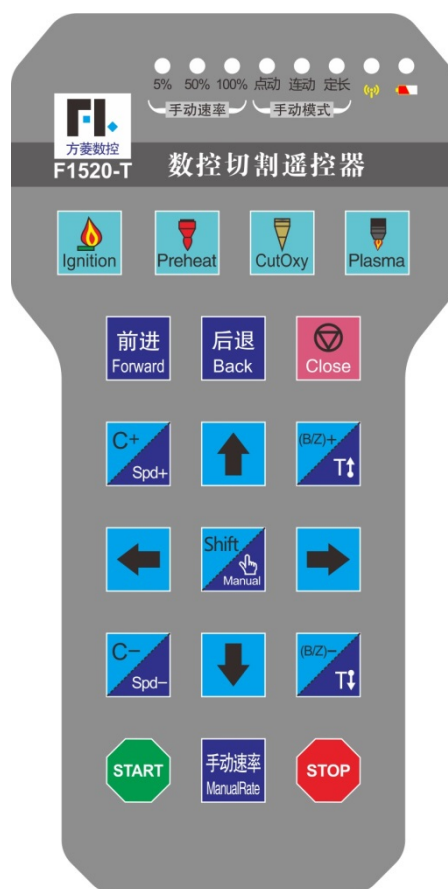 5% 50% 100% 点动 连动 定长
手动速率 手动模式
方菱数控
F1520-T 数控切割遥控器
Ignition Preheat CutOxy Plasma
前进 后退
Forward Back Close
C+ (B/Z)+
Spd+ T
Shift
Manual
C− (B/Z)−
Spd− T
START 手动速率 STOP
ManualRate